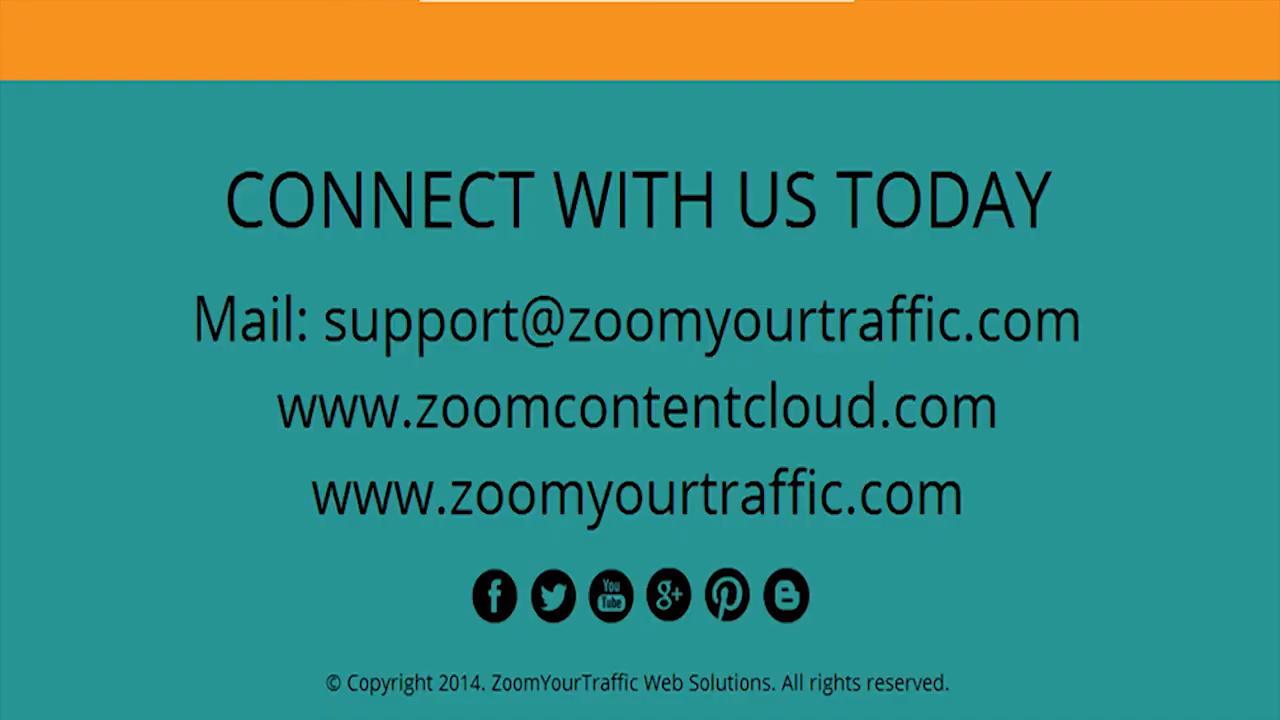 CONNECT WITH US TODAY
Mail: support@zoomyourtraffic.com
www.zoomcontentcloud.com
www.zoomyourtraffic.com
f You Tube g+ B
© Copyright 2014. ZoomYourTraffic Web Solutions. All rights reserved.